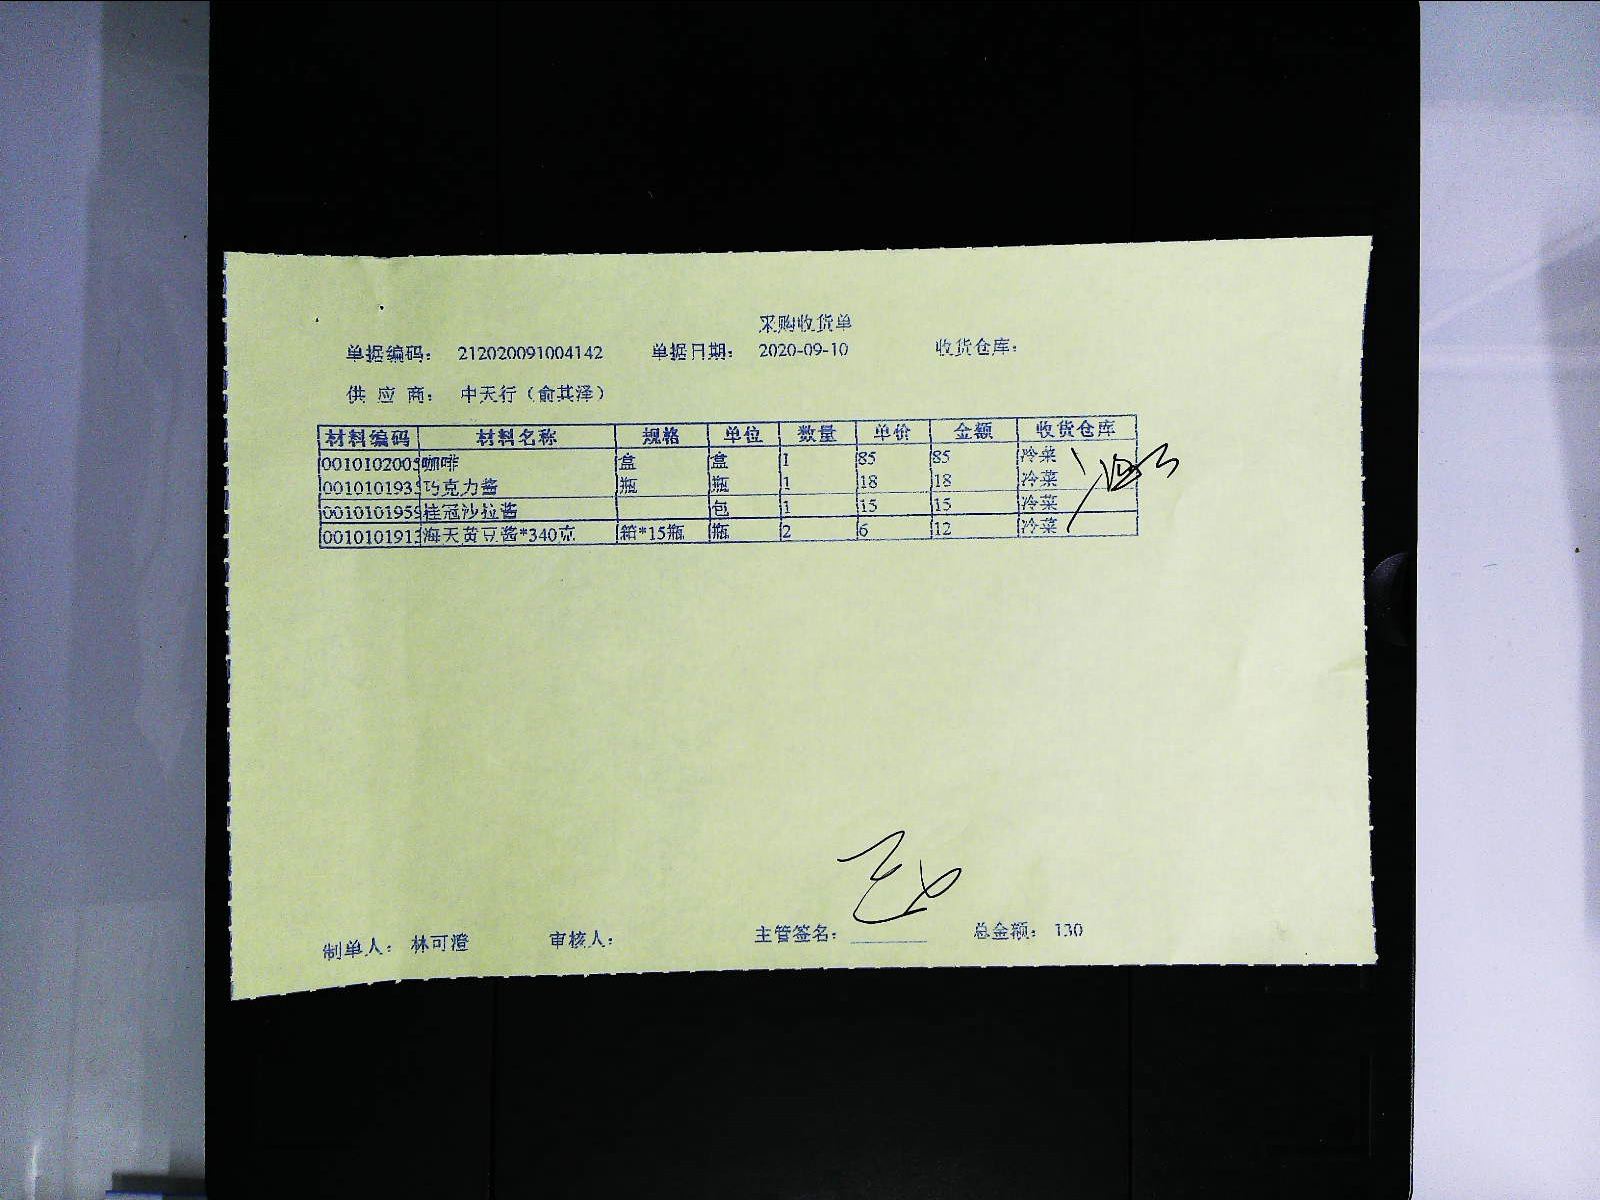 采购收货单
单据编码： 212020091004142 单据日期： 2020-09-10 收货仓库：
供 应 商： 中天行（俞其泽）
材料编码 材料名称 规格 单位 数量 单价 金额 收货仓库
0010102005 咖啡 盒 盒 1 85 85 冷菜
001010193 巧克力酱 瓶 瓶 1 18 18 冷菜
001010195 桂冠沙拉酱 包 1 15 15 冷菜
001010191 海天黄豆酱*340克 箱*15瓶 瓶 2 6 12 冷菜
制单人： 林可澄 审核人： 主管签名： 总金额： 130